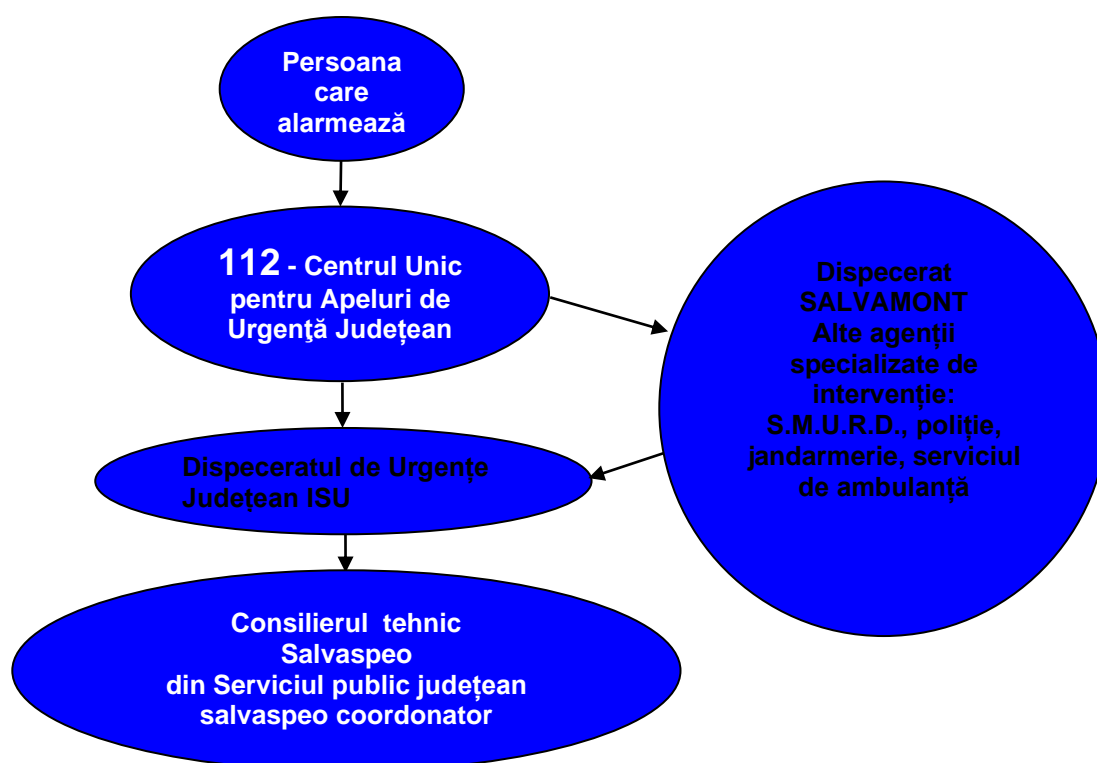 Persoana
care
alarmează
112 - Centrul Unic
pentru Apeluri de
Urgenţă Județean
Dispecerat
SALVAMONT
Alte agenții
specializate de
intervenție:
S.M.U.R.D., poliție,
jandarmerie, serviciul
de ambulanță
Dispeceratul de Urgențe
Județean ISU
Consilierul tehnic
Salvaspeo
din Serviciul public județean
salvaspeo coordonator